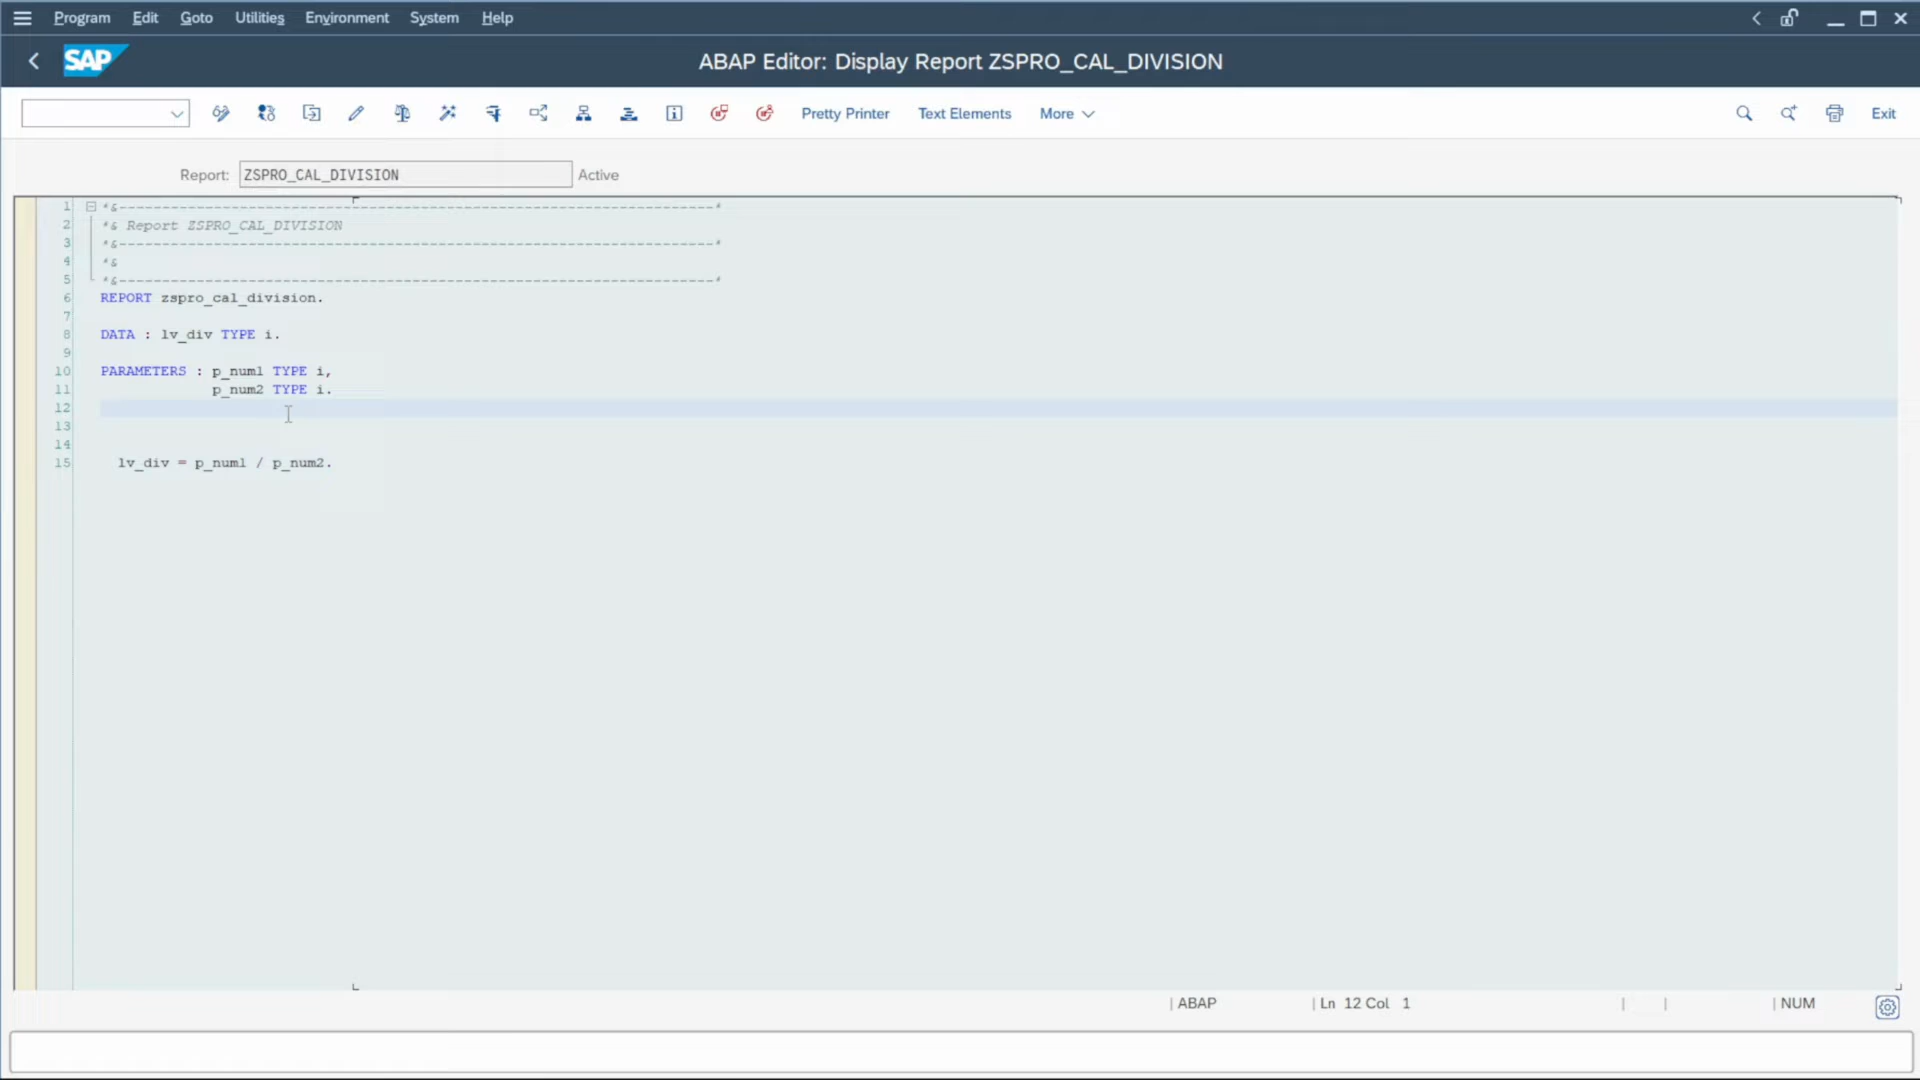 Program Edit Goto Utilities Environment System Help
SAP ABAP Editor: Display Report ZSPRO_CAL_DIVISION
Pretty Printer Text Elements More Exit
Report: ZSPRO_CAL_DIVISION Active
1 *&---------------------------------------------------------------------*
2 *& Report ZSPRO_CAL_DIVISION
3 *&---------------------------------------------------------------------*
4 *&
5 *&---------------------------------------------------------------------*
6 REPORT zspro_cal_division.
7
8 DATA : lv_div TYPE i.
9
10 PARAMETERS : p_num1 TYPE i,
11 p_num2 TYPE i.
12
13
14
15 lv_div = p_num1 / p_num2.
| ABAP | Ln 12 Col 1 | | | NUM